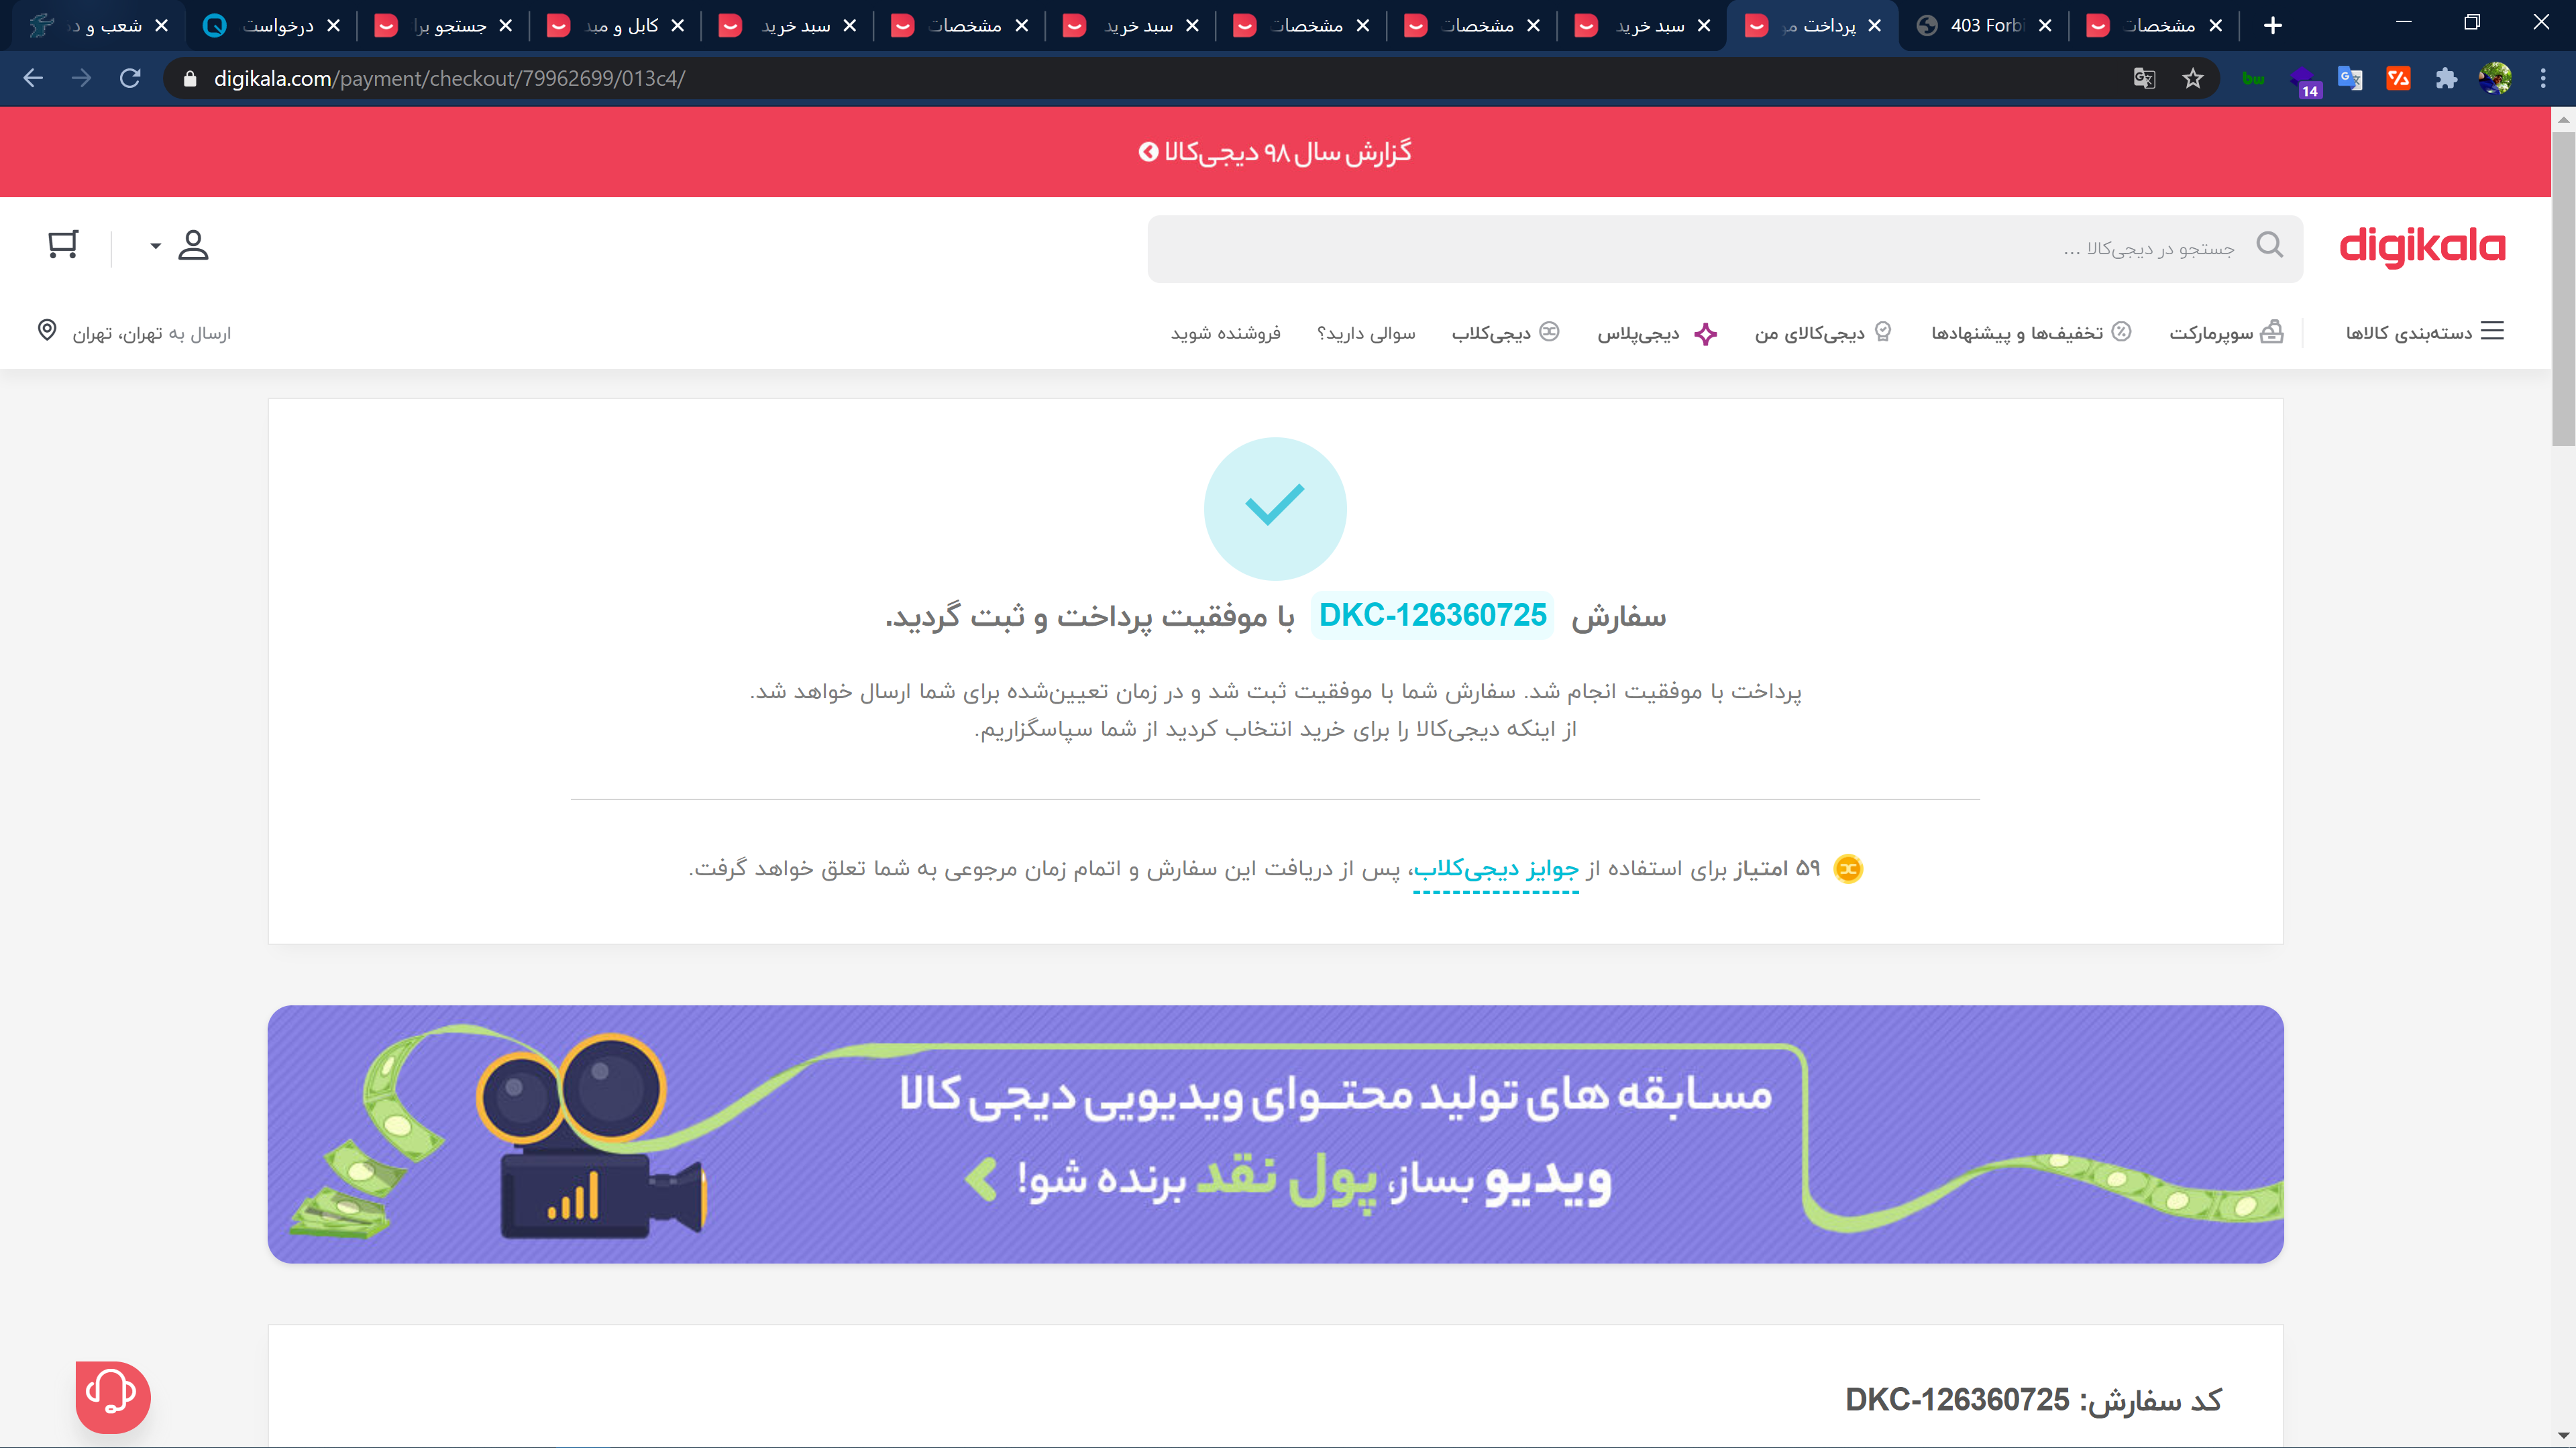 شعب و
درخواست
جستجو برا
کابل و مبد
سبد خرید
مشخصات
سبد خرید
مشخصات
مشخصات
سبد خرید
پرداخت مو
403 Forbi
مشخصات
digikala.com/payment/checkout/79962699/013c4/
14
گزارش سال ۹۸ دیجی‌کالا
digikala
جستجو در دیجی‌کالا ...
دسته‌بندی کالاها
سوپرمارکت
تخفیف‌ها و پیشنهادها
دیجی‌کالای من
دیجی‌پلاس
دیجی‌کلاب
سوالی دارید؟
فروشنده شوید
ارسال به تهران، تهران
سفارش DKC-126360725 با موفقیت پرداخت و ثبت گردید.
پرداخت با موفقیت انجام شد. سفارش شما با موفقیت ثبت شد و در زمان تعیین‌شده برای شما ارسال خواهد شد.
از اینکه دیجی‌کالا را برای خرید انتخاب کردید از شما سپاسگزاریم.
۵۹ امتیاز برای استفاده از جوایز دیجی‌کلاب، پس از دریافت این سفارش و اتمام زمان مرجوعی به شما تعلق خواهد گرفت.
مسابقه های تولید محتوای ویدیویی دیجی کالا
ویدیو بساز، پول نقد برنده شو!
کد سفارش: DKC-126360725